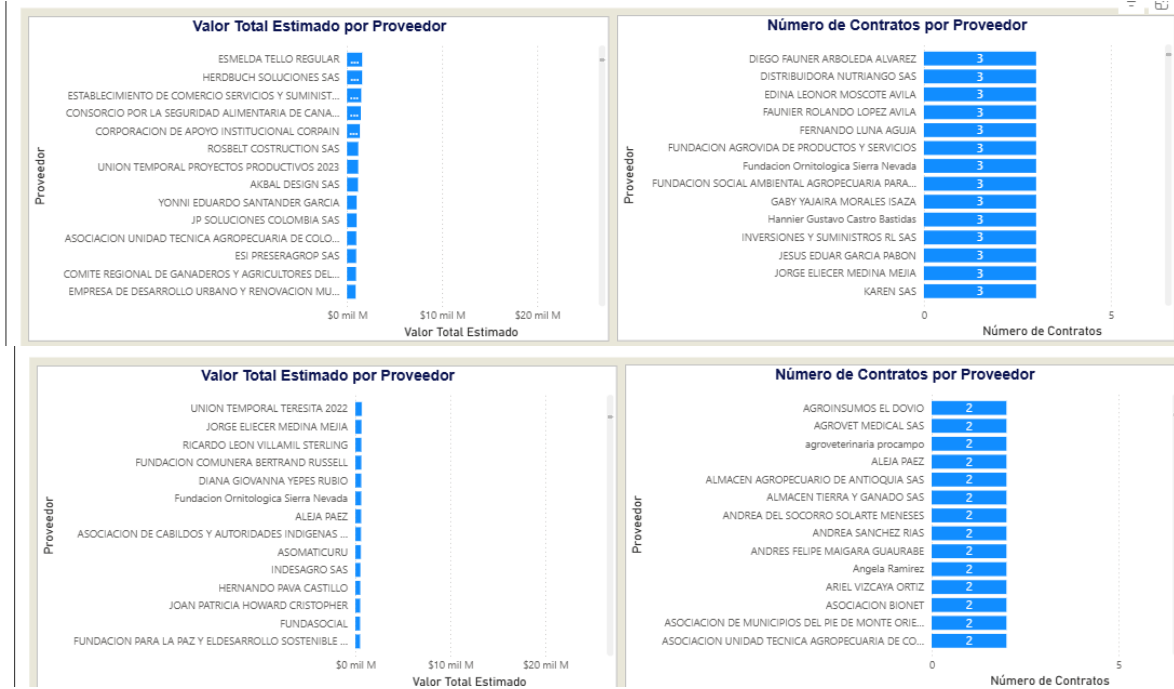 Valor Total Estimado por Proveedor
ESMELDA TELLO REGULAR ...
HERDBUCH SOLUCIONES SAS ...
ESTABLECIMIENTO DE COMERCIO SERVICIOS Y SUMINIST... ...
CONSORCIO POR LA SEGURIDAD ALIMENTARIA DE CANA... ...
CORPORACION DE APOYO INSTITUCIONAL CORPAIN ...
ROSBELT COSTRUCTION SAS
UNION TEMPORAL PROYECTOS PRODUCTIVOS 2023
AKBAL DESIGN SAS
YONNI EDUARDO SANTANDER GARCIA
JP SOLUCIONES COLOMBIA SAS
ASOCIACION UNIDAD TECNICA AGROPECUARIA DE COLO...
ESI PRESERAGROP SAS
COMITE REGIONAL DE GANADEROS Y AGRICULTORES DEL...
EMPRESA DE DESARROLLO URBANO Y RENOVACION MU...
Proveedor
$0 mil M $10 mil M $20 mil M
Valor Total Estimado
Número de Contratos por Proveedor
DIEGO FAUNER ARBOLEDA ALVAREZ 3
DISTRIBUIDORA NUTRIANGO SAS 3
EDINA LEONOR MOSCOTE AVILA 3
FAUNIER ROLANDO LOPEZ AVILA 3
FERNANDO LUNA AGUJA 3
FUNDACION AGROVIDA DE PRODUCTOS Y SERVICIOS 3
Fundacion Ornitologica Sierra Nevada 3
FUNDACION SOCIAL AMBIENTAL AGROPECUARIA PARA... 3
GABY YAJAIRA MORALES ISAZA 3
Hannier Gustavo Castro Bastidas 3
INVERSIONES Y SUMINISTROS RL SAS 3
JESUS EDUAR GARCIA PABON 3
JORGE ELIECER MEDINA MEJIA 3
KAREN SAS 3
Proveedor
0 5
Número de Contratos
Valor Total Estimado por Proveedor
UNION TEMPORAL TERESITA 2022
JORGE ELIECER MEDINA MEJIA
RICARDO LEON VILLAMIL STERLING
FUNDACION COMUNERA BERTRAND RUSSELL
DIANA GIOVANNA YEPES RUBIO
Fundacion Ornitologica Sierra Nevada
ALEJA PAEZ
ASOCIACION DE CABILDOS Y AUTORIDADES INDIGENAS ...
ASOMATICURU
INDESAGRO SAS
HERNANDO PAVA CASTILLO
JOAN PATRICIA HOWARD CRISTOPHER
FUNDASOCIAL
FUNDACION PARA LA PAZ Y ELDESARROLLO SOSTENIBLE ...
Proveedor
$0 mil M $10 mil M $20 mil M
Valor Total Estimado
Número de Contratos por Proveedor
AGROINSUMOS EL DOVIO 2
AGROVET MEDICAL SAS 2
agroveterinaria procampo 2
ALEJA PAEZ 2
ALMACEN AGROPECUARIO DE ANTIOQUIA SAS 2
ALMACEN TIERRA Y GANADO SAS 2
ANDREA DEL SOCORRO SOLARTE MENESES 2
ANDREA SANCHEZ RIAS 2
ANDRES FELIPE MAIGARA GUAURABE 2
Angela Ramirez 2
ARIEL VIZCAYA ORTIZ 2
ASOCIACION BIONET 2
ASOCIACION DE MUNICIPIOS DEL PIE DE MONTE ORIE... 2
ASOCIACION UNIDAD TECNICA AGROPECUARIA DE CO... 2
Proveedor
0 5
Número de Contratos